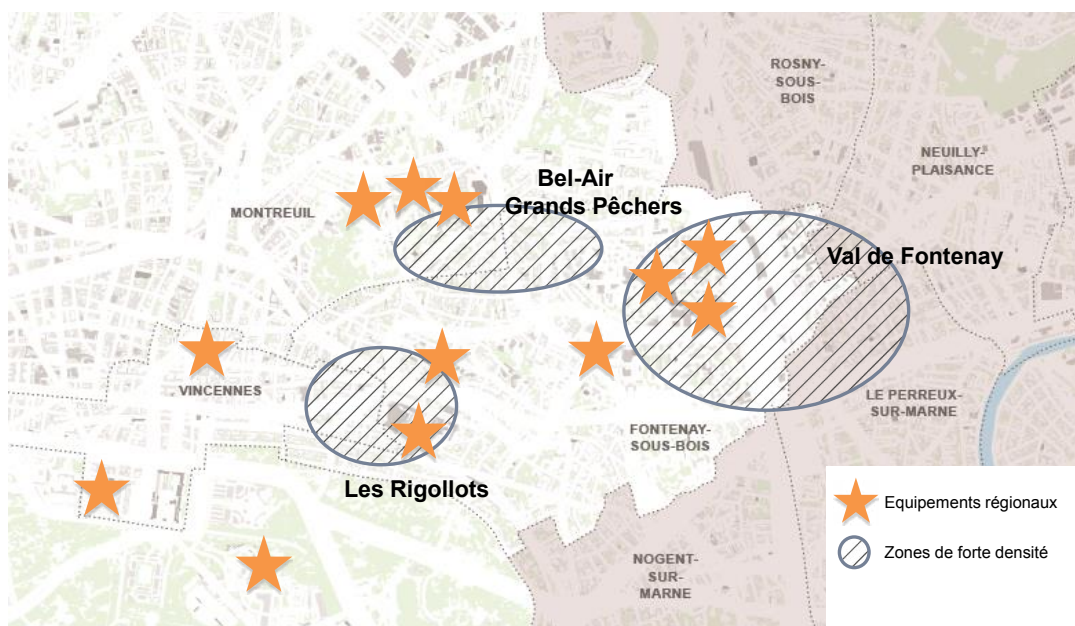 ROSNY-
SOUS-
BOIS
NEUILLY-
PLAISANCE
Bel-Air
Grands Pêchers
MONTREUIL
Val de Fontenay
VINCENNES
LE PERREUX-
SUR-MARNE
FONTENAY-
SOUS-BOIS
Les Rigollots
Equipements régionaux
Zones de forte densité
NOGENT-
SUR-
MARNE